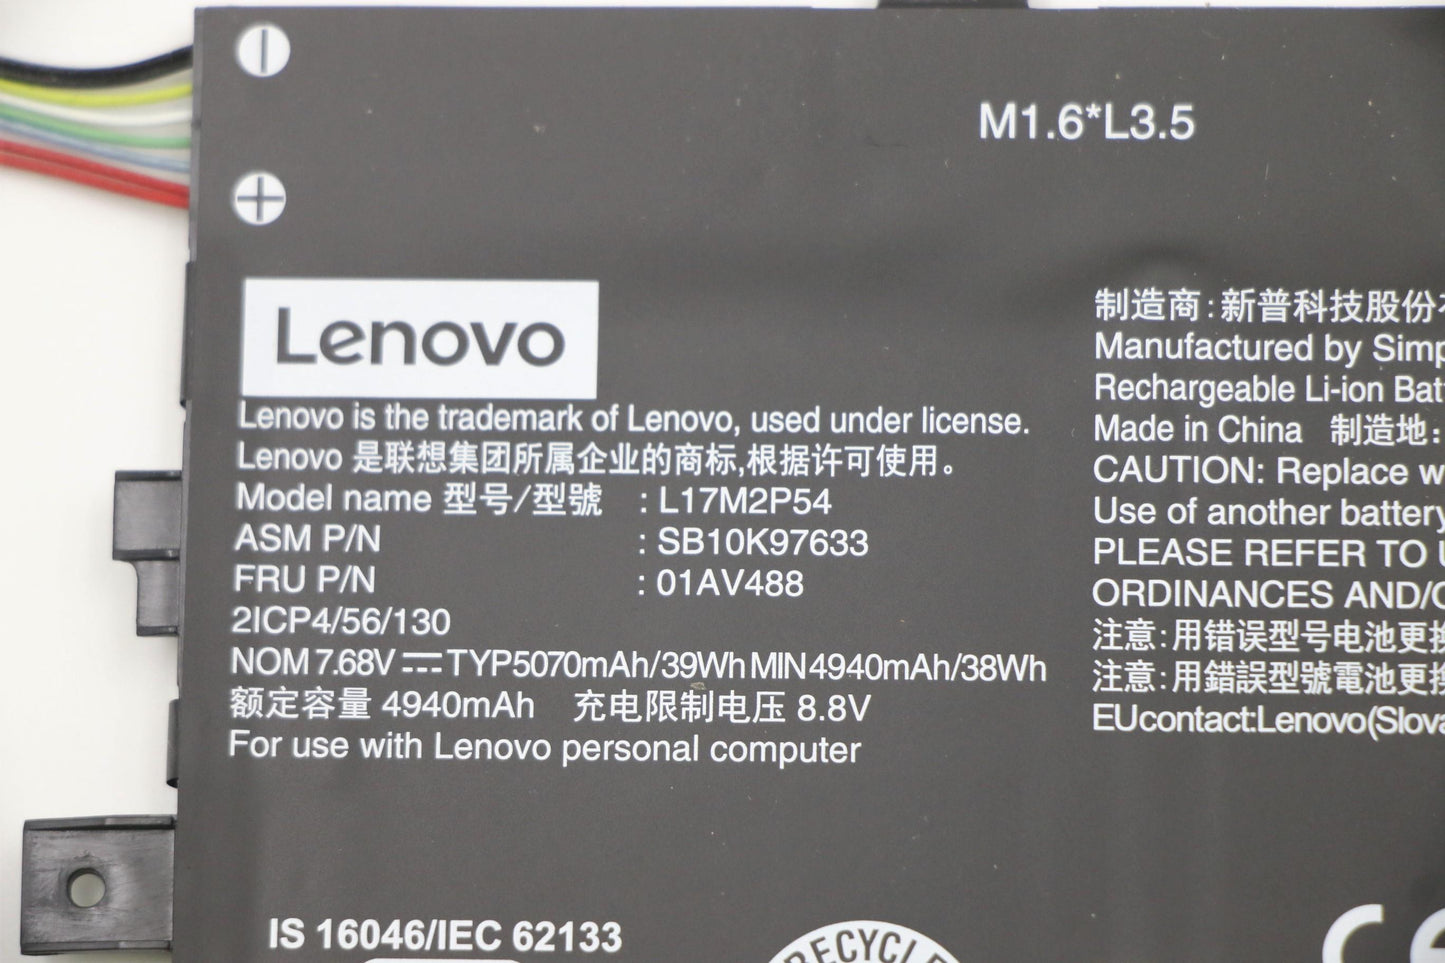 M1.6*L3.5
Lenovo
Lenovo is the trademark of Lenovo, used under license.
Lenovo 是联想集团所属企业的商标,根据许可使用。
Model name 型号/型號 : L17M2P54
ASM P/N : SB10K97633
FRU P/N : 01AV488
2ICP4/56/130
NOM 7.68V⎓TYP5070mAh/39Wh MIN4940mAh/38Wh
额定容量 4940mAh 充电限制电压 8.8V
For use with Lenovo personal computer
IS 16046/IEC 62133
制造商:新普科技股份
Manufactured by
Rechargeable Li-ion
Made in China 制造地:
CAUTION: Replace
Use of another battery
PLEASE REFER TO
ORDINANCES
注意:用错误型号电池更换
注意:用錯誤型號電池更換
EU contact:Lenovo
CE